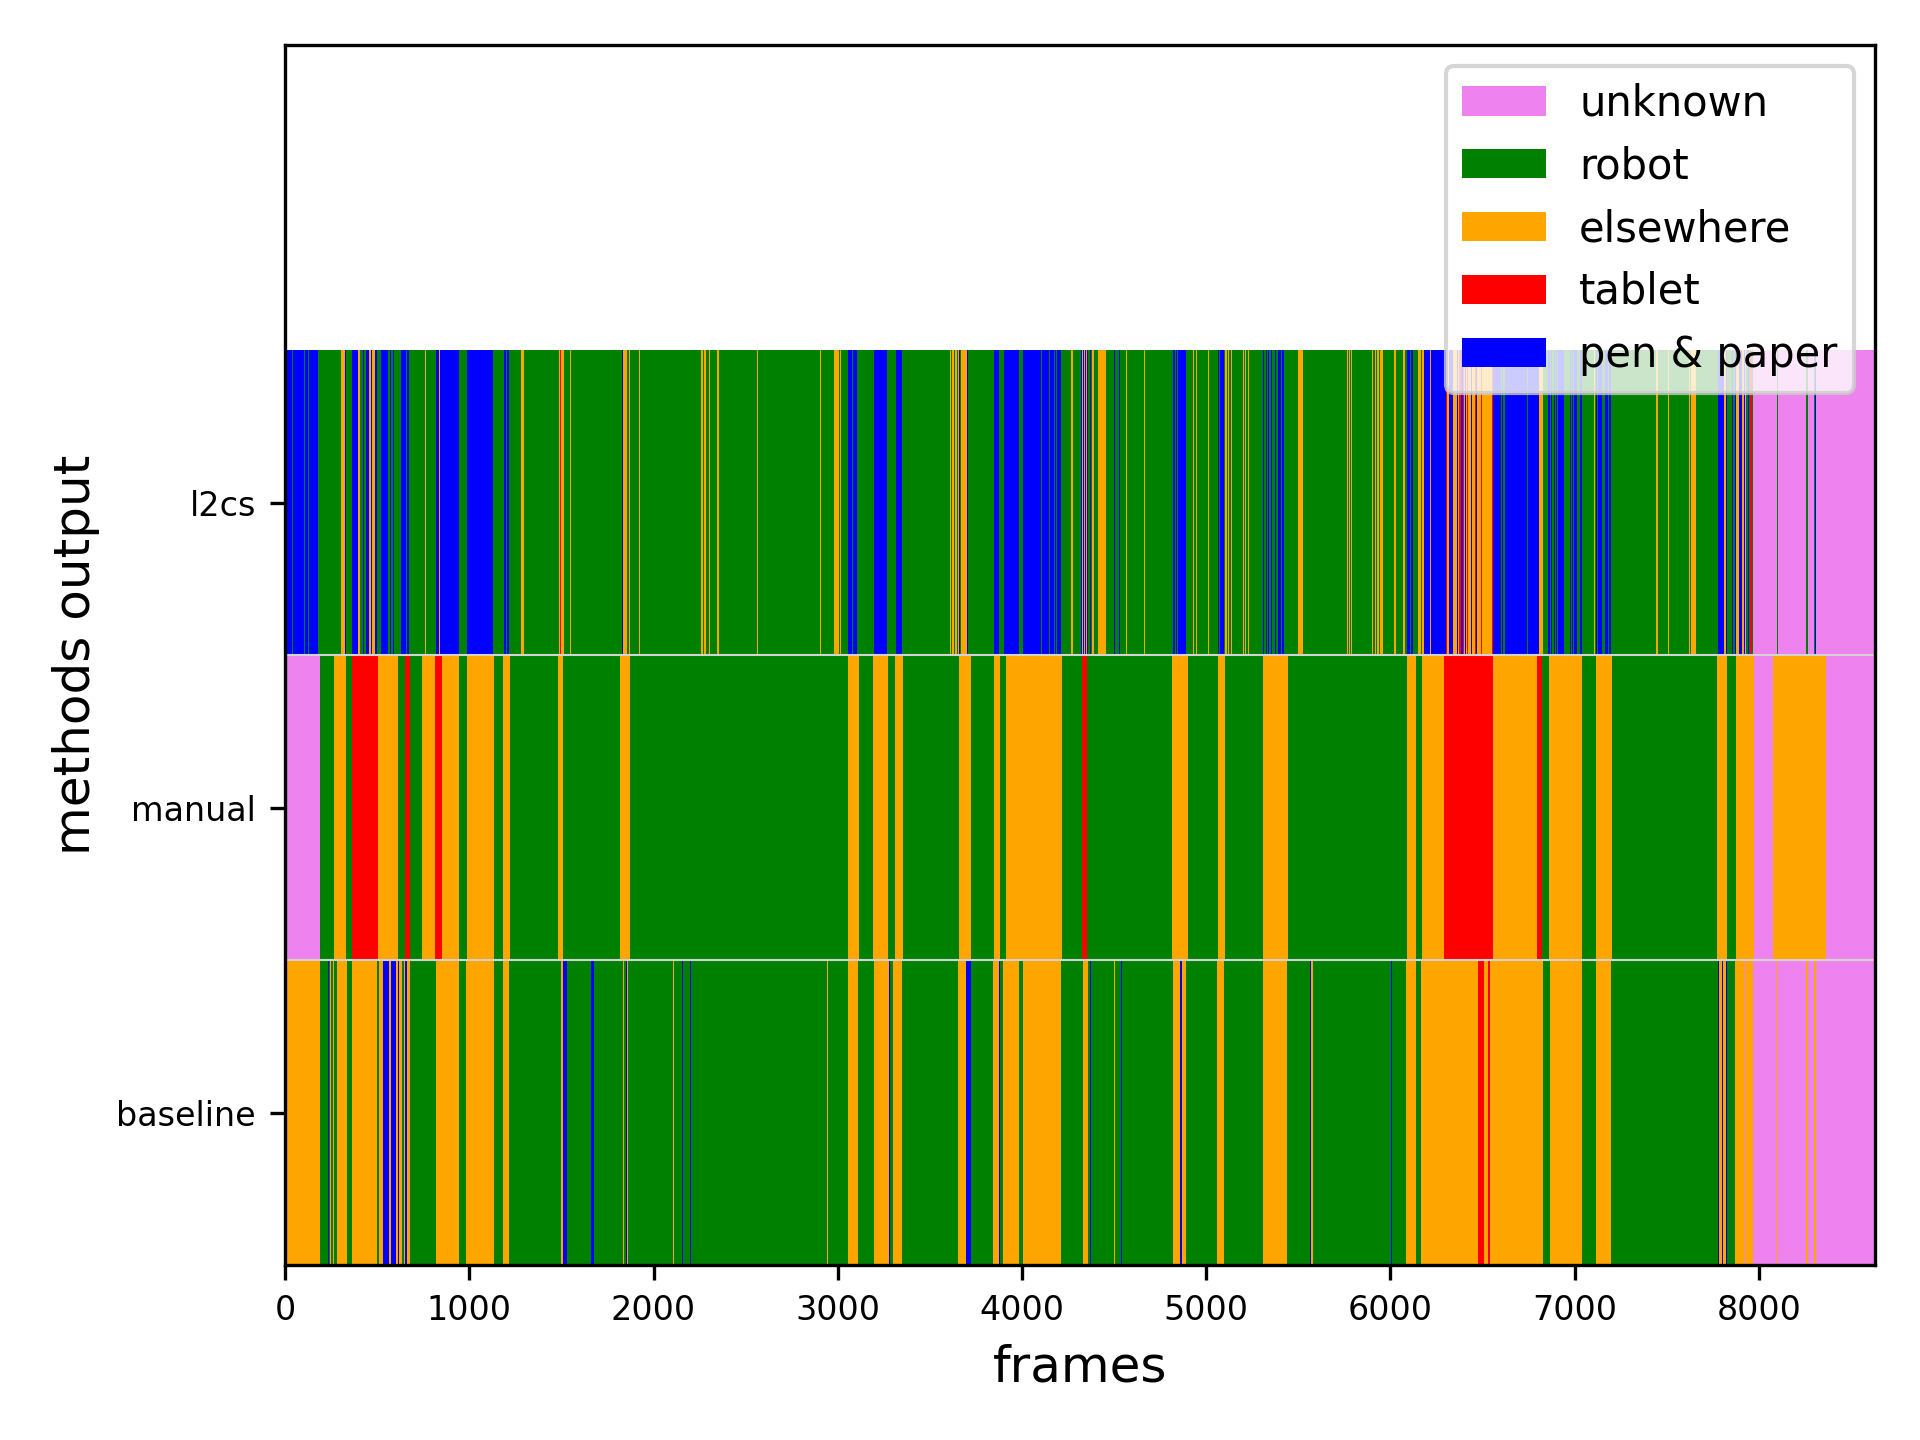 unknown
robot
elsewhere
tablet
pen & paper
methods output
l2cs
manual
baseline
0 1000 2000 3000 4000 5000 6000 7000 8000
frames